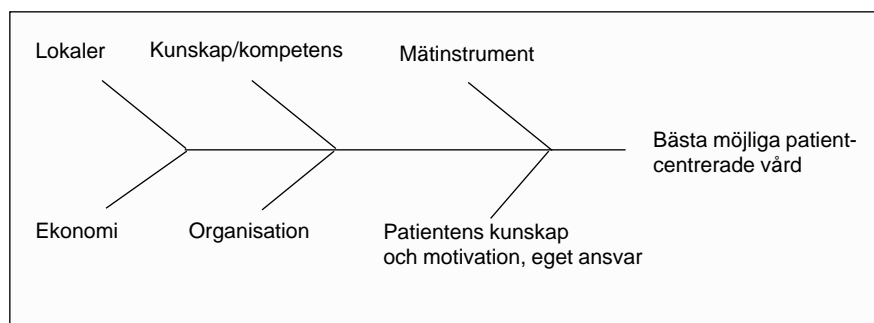 Lokaler
Kunskap/kompetens
Mätinstrument
Bästa möjliga patient-
centrerade vård
Ekonomi
Organisation
Patientens kunskap
och motivation, eget ansvar